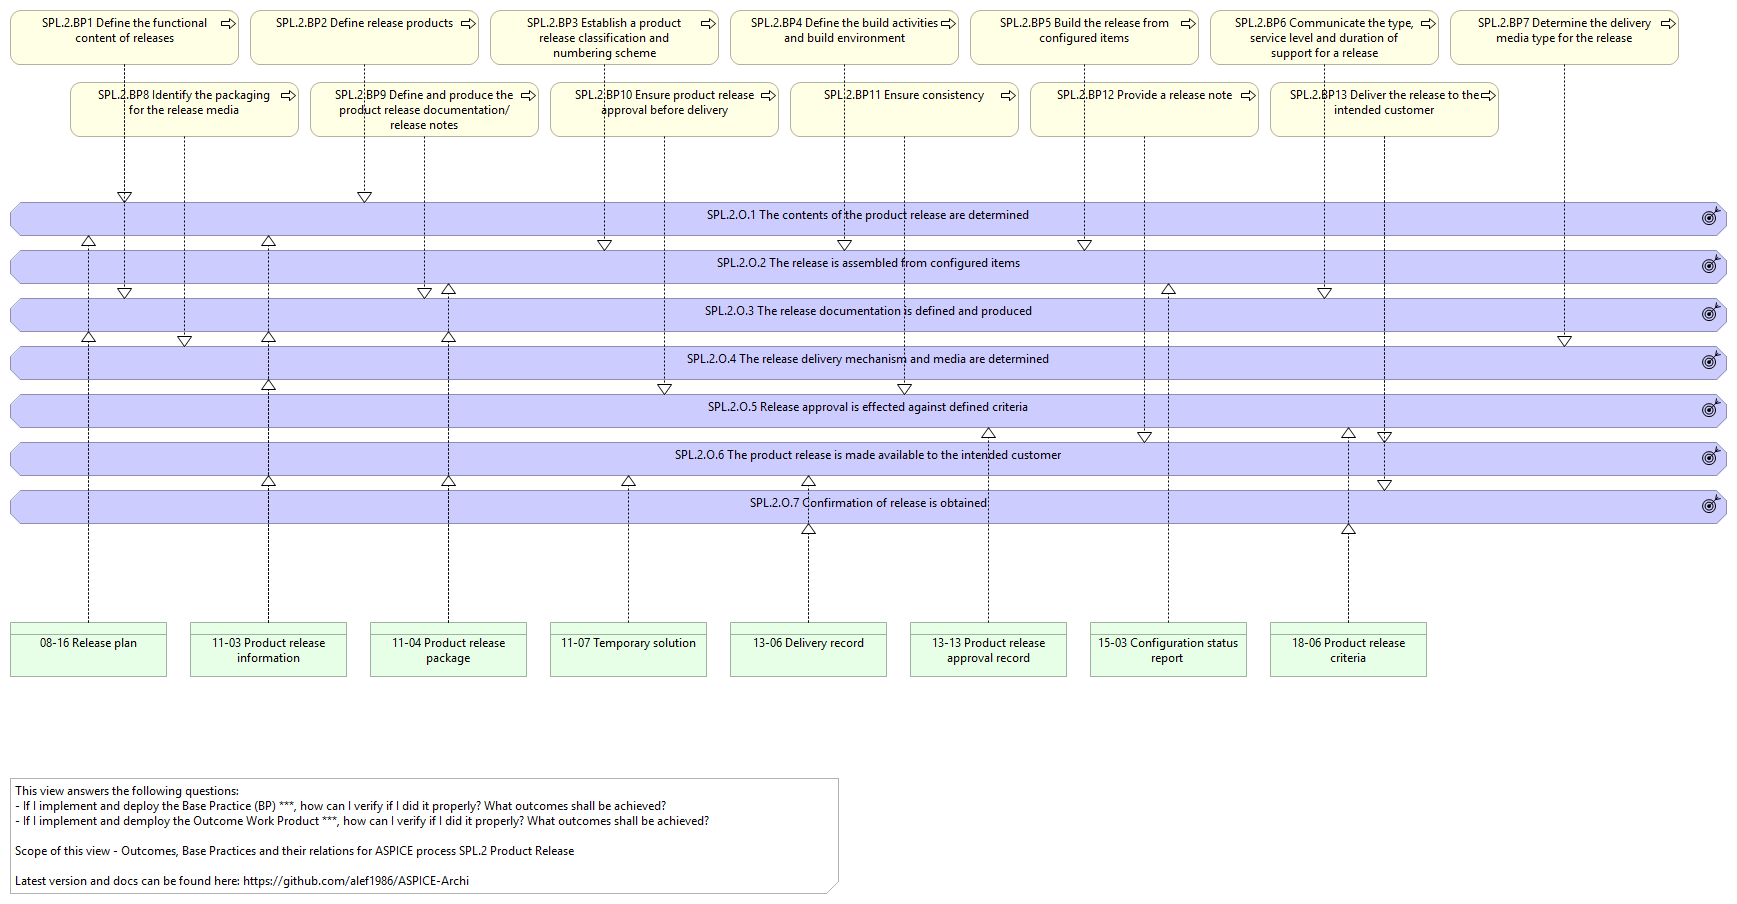 SPL.2.BP1 Define the functional
content of releases
SPL.2.BP2 Define release products
SPL.2.BP3 Establish a product
release classification and
numbering scheme
SPL.2.BP4 Define the build activities
and build environment
SPL.2.BP5 Build the release from
configured items
SPL.2.BP6 Communicate the type,
service level and duration of
support for a release
SPL.2.BP7 Determine the delivery
media type for the release
SPL.2.BP8 Identify the packaging
for the release media
SPL.2.BP9 Define and produce the
product release documentation/
release notes
SPL.2.BP10 Ensure product release
approval before delivery
SPL.2.BP11 Ensure consistency
SPL.2.BP12 Provide a release note
SPL.2.BP13 Deliver the release to the
intended customer
SPL.2.O.1 The contents of the product release are determined
SPL.2.O.2 The release is assembled from configured items
SPL.2.O.3 The release documentation is defined and produced
SPL.2.O.4 The release delivery mechanism and media are determined
SPL.2.O.5 Release approval is effected against defined criteria
SPL.2.O.6 The product release is made available to the intended customer
SPL.2.O.7 Confirmation of release is obtained
08-16 Release plan
11-03 Product release
information
11-04 Product release
package
11-07 Temporary solution
13-06 Delivery record
13-13 Product release
approval record
15-03 Configuration status
report
18-06 Product release
criteria
This view answers the following questions:
- If I implement and deploy the Base Practice (BP) ***, how can I verify if I did it properly? What outcomes shall be achieved?
- If I implement and demploy the Outcome Work Product ***, how can I verify if I did it properly? What outcomes shall be achieved?
Scope of this view - Outcomes, Base Practices and their relations for ASPICE process SPL.2 Product Release
Latest version and docs can be found here: https://github.com/alef1986/ASPICE-Archi